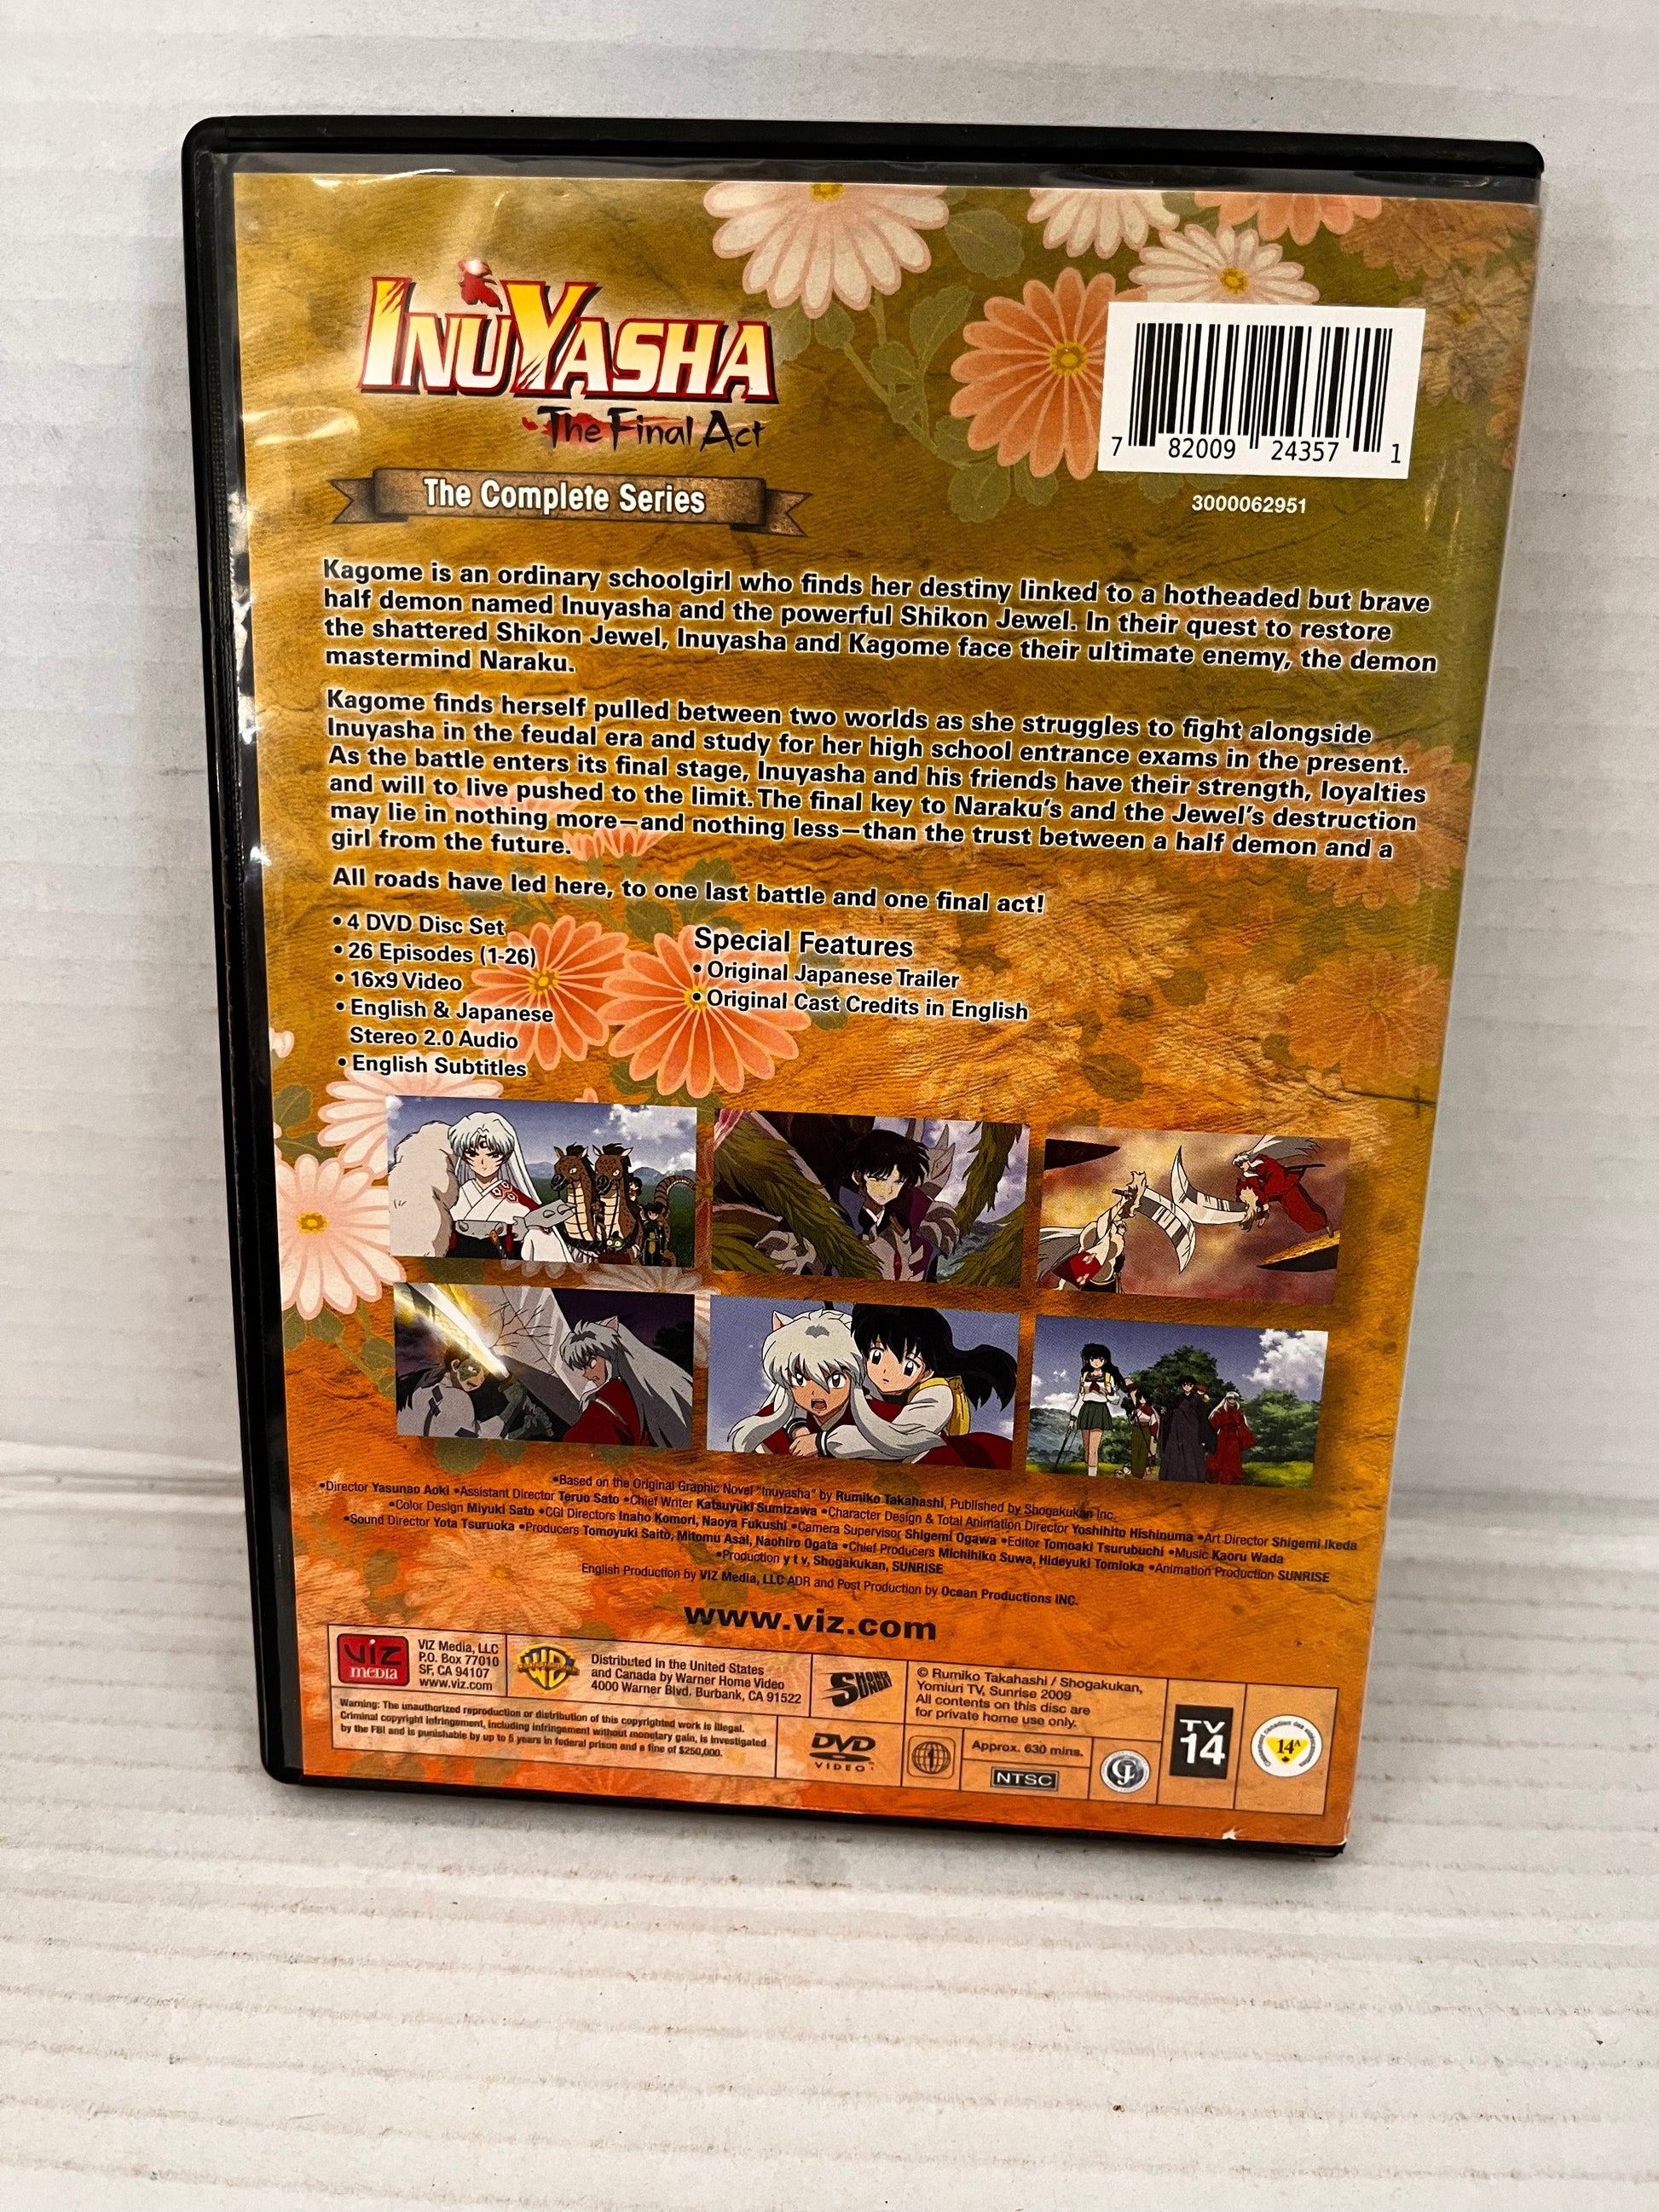 INUYASHA
The Final Act
The Complete Series
7 82009 24357 1
3000062951
Kagome is an ordinary schoolgirl who finds her destiny linked to a hotheaded but brave
half demon named Inuyasha and the powerful Shikon Jewel. In their quest to restore
the shattered Shikon Jewel, Inuyasha and Kagome face their ultimate enemy, the demon
mastermind Naraku.
Kagome finds herself pulled between two worlds as she struggles to fight alongside
Inuyasha in the feudal era and study for her high school entrance exams in the present.
As the battle enters its final stage, Inuyasha and his friends have their strength, loyalties
and will to live pushed to the limit. The final key to Naraku's and the Jewel's destruction
may lie in nothing more—and nothing less—than the trust between a half demon and a
girl from the future.
All roads have led here, to one last battle and one final act!
• 4 DVD Disc Set
• 26 Episodes (1-26)
• 16x9 Video
• English & Japanese
Stereo 2.0 Audio
• English Subtitles
Special Features
• Original Japanese Trailer
• Original Cast Credits in English
•Based on the Original Graphic Novel "Inuyasha" by Rumiko Takahashi, Published by Shogakukan Inc.
•Director Yasunao Aoki •Assistant Director Teruo Sato •Chief Writer Katsuyuki Sumizawa •Character Design & Total Animation Director Yoshihito Hishinuma •Art Director Shigemi Ikeda
•Color Design Miyuki Sato •CGI Directors Inaho Komori, Naoya Fukushi •Camera Supervisor Shigemi Ogawa •Editor Tomoaki Tsurubuchi •Music Kaoru Wada
•Sound Director Yota Tsuruoka •Producers Tomoyuki Saito, Mitomu Asai, Naohiro Ogata •Chief Producers Michihiko Suwa, Hideyuki Tomioka •Animation Production SUNRISE
•Production y t v, Shogakukan, SUNRISE
English Production by VIZ Media, LLC ADR and Post Production by Ocean Productions INC.
www.viz.com
VIZ
MEDIA
VIZ Media, LLC
P.O. Box 77010
SF, CA 94107
www.viz.com
WB
Distributed in the United States
and Canada by Warner Home Video
4000 Warner Blvd. Burbank, CA 91522
SHONEN
SUNDAY
© Rumiko Takahashi / Shogakukan,
Yomiuri TV, Sunrise 2009
All contents on this disc are
for private home use only.
Warning: The unauthorized reproduction or distribution of this copyrighted work is illegal.
Criminal copyright infringement, including infringement without monetary gain, is investigated
by the FBI and is punishable by up to 5 years in federal prison and a fine of $250,000.
DVD
VIDEO
1
Approx. 630 mins.
NTSC
TV
14
14A